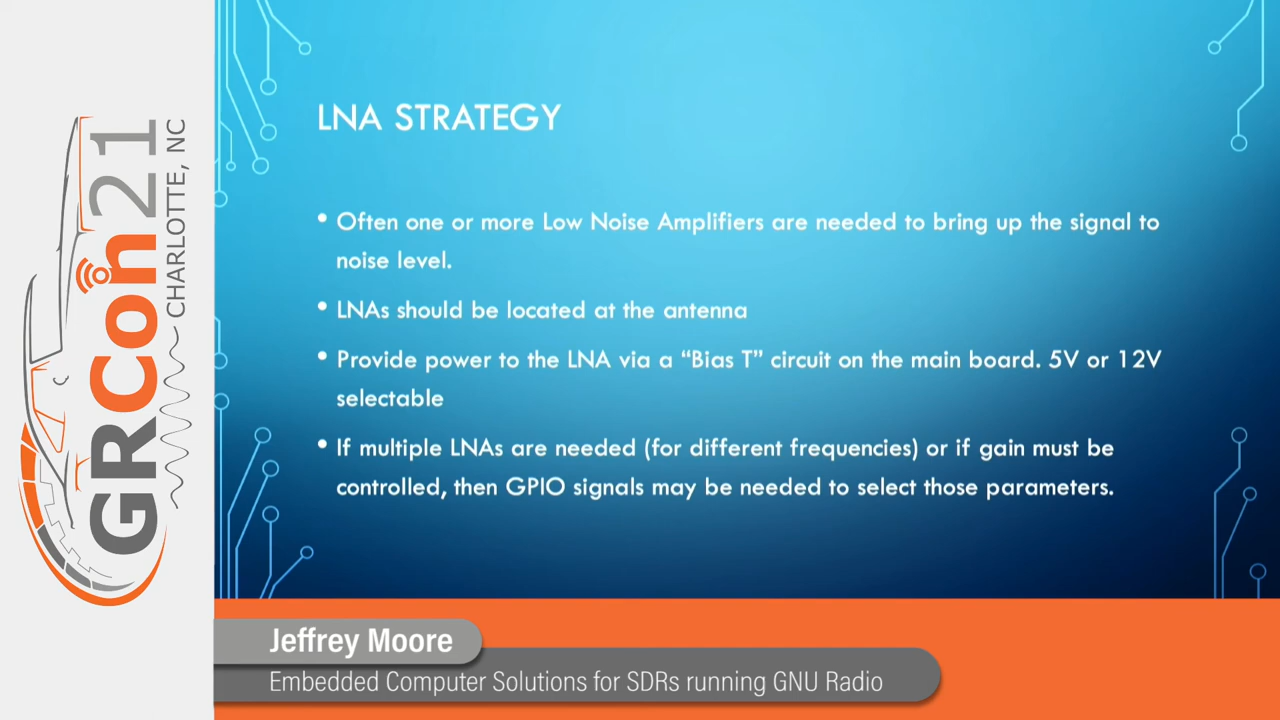 GRCon21
CHARLOTTE, NC
LNA STRATEGY
• Often one or more Low Noise Amplifiers are needed to bring up the signal to
noise level.
• LNAs should be located at the antenna
• Provide power to the LNA via a “Bias T” circuit on the main board. 5V or 12V
selectable
• If multiple LNAs are needed (for different frequencies) or if gain must be
controlled, then GPIO signals may be needed to select those parameters.
Jeffrey Moore
Embedded Computer Solutions for SDRs running GNU Radio